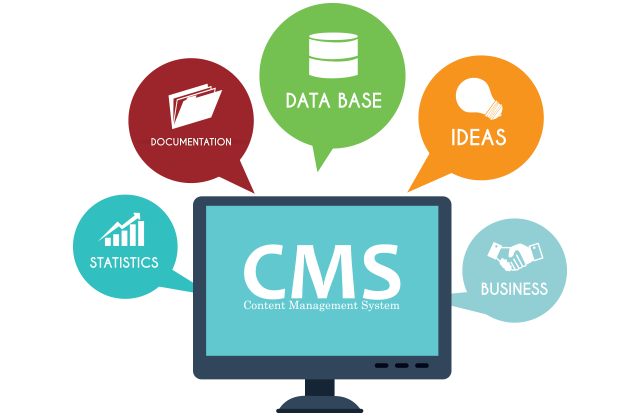 DATA BASE
DOCUMENTATION
IDEAS
STATISTICS
BUSINESS
CMS
Content Management System